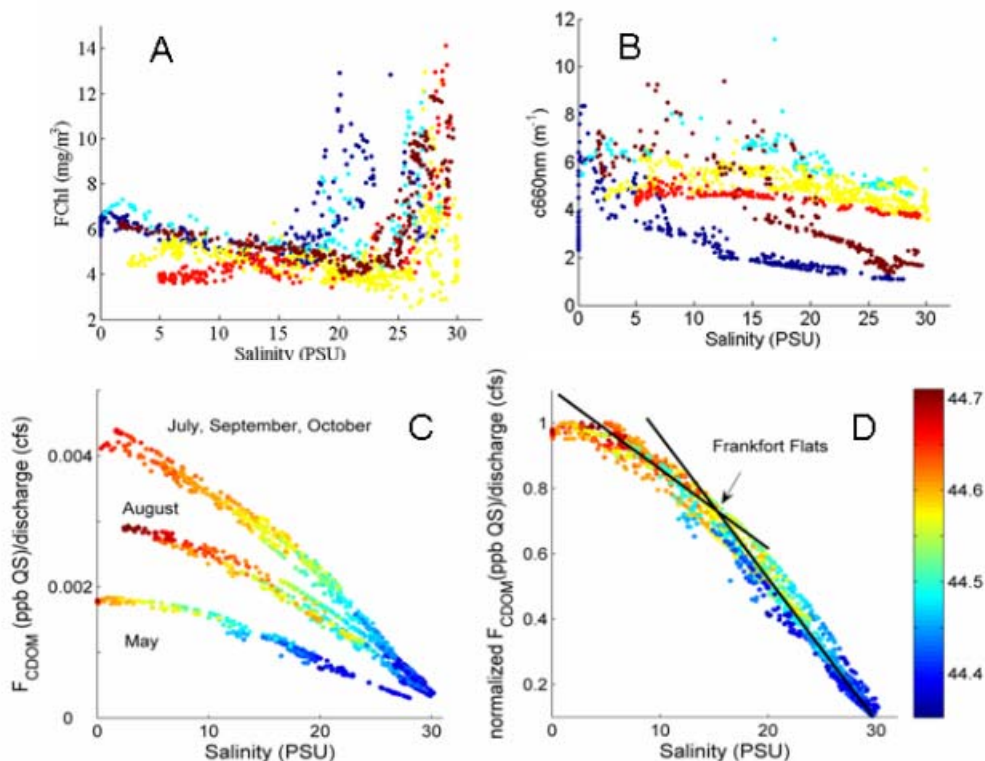 A
FChl (mg/m³)
14
12
10
8
6
4
2
0 5 10 15 20 25 30
Salinity (PSU)
B
c660nm (m⁻¹)
12
10
8
6
4
2
0
0 5 10 15 20 25 30
Salinity (PSU)
C
July, September, October
August
May
F_CDOM (ppb QS)/discharge (cfs)
0.004
0.002
0
0 10 20 30
Salinity (PSU)
D
Frankfort Flats
normalized F_CDOM(ppb QS)/discharge (cfs)
1
0.8
0.6
0.4
0.2
0 10 20 30
Salinity (PSU)
44.7
44.6
44.5
44.4